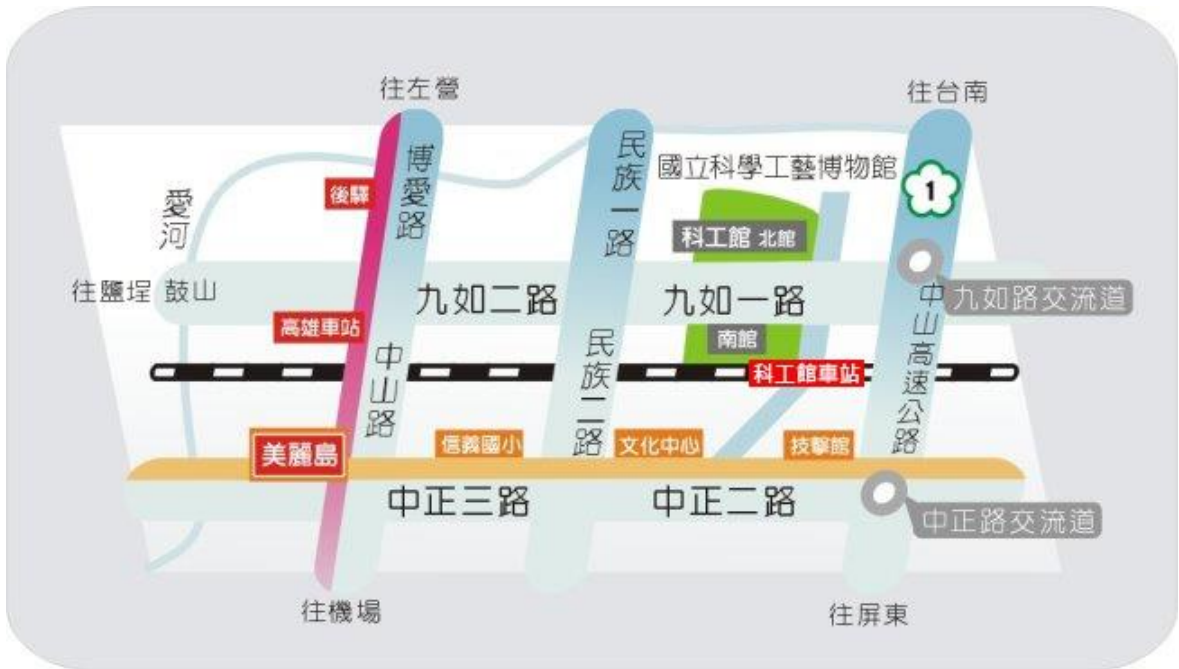 往左營
往台南
博愛路
民族一路
國立科學工藝博物館
1
後驛
愛河
科工館 北館
往鹽埕 鼓山
九如二路
九如一路
九如路交流道
高雄車站
南館
中山路
民族二路
科工館車站
中山高速公路
美麗島
信義國小
文化中心
技擊館
中正三路
中正二路
中正路交流道
往機場
往屏東